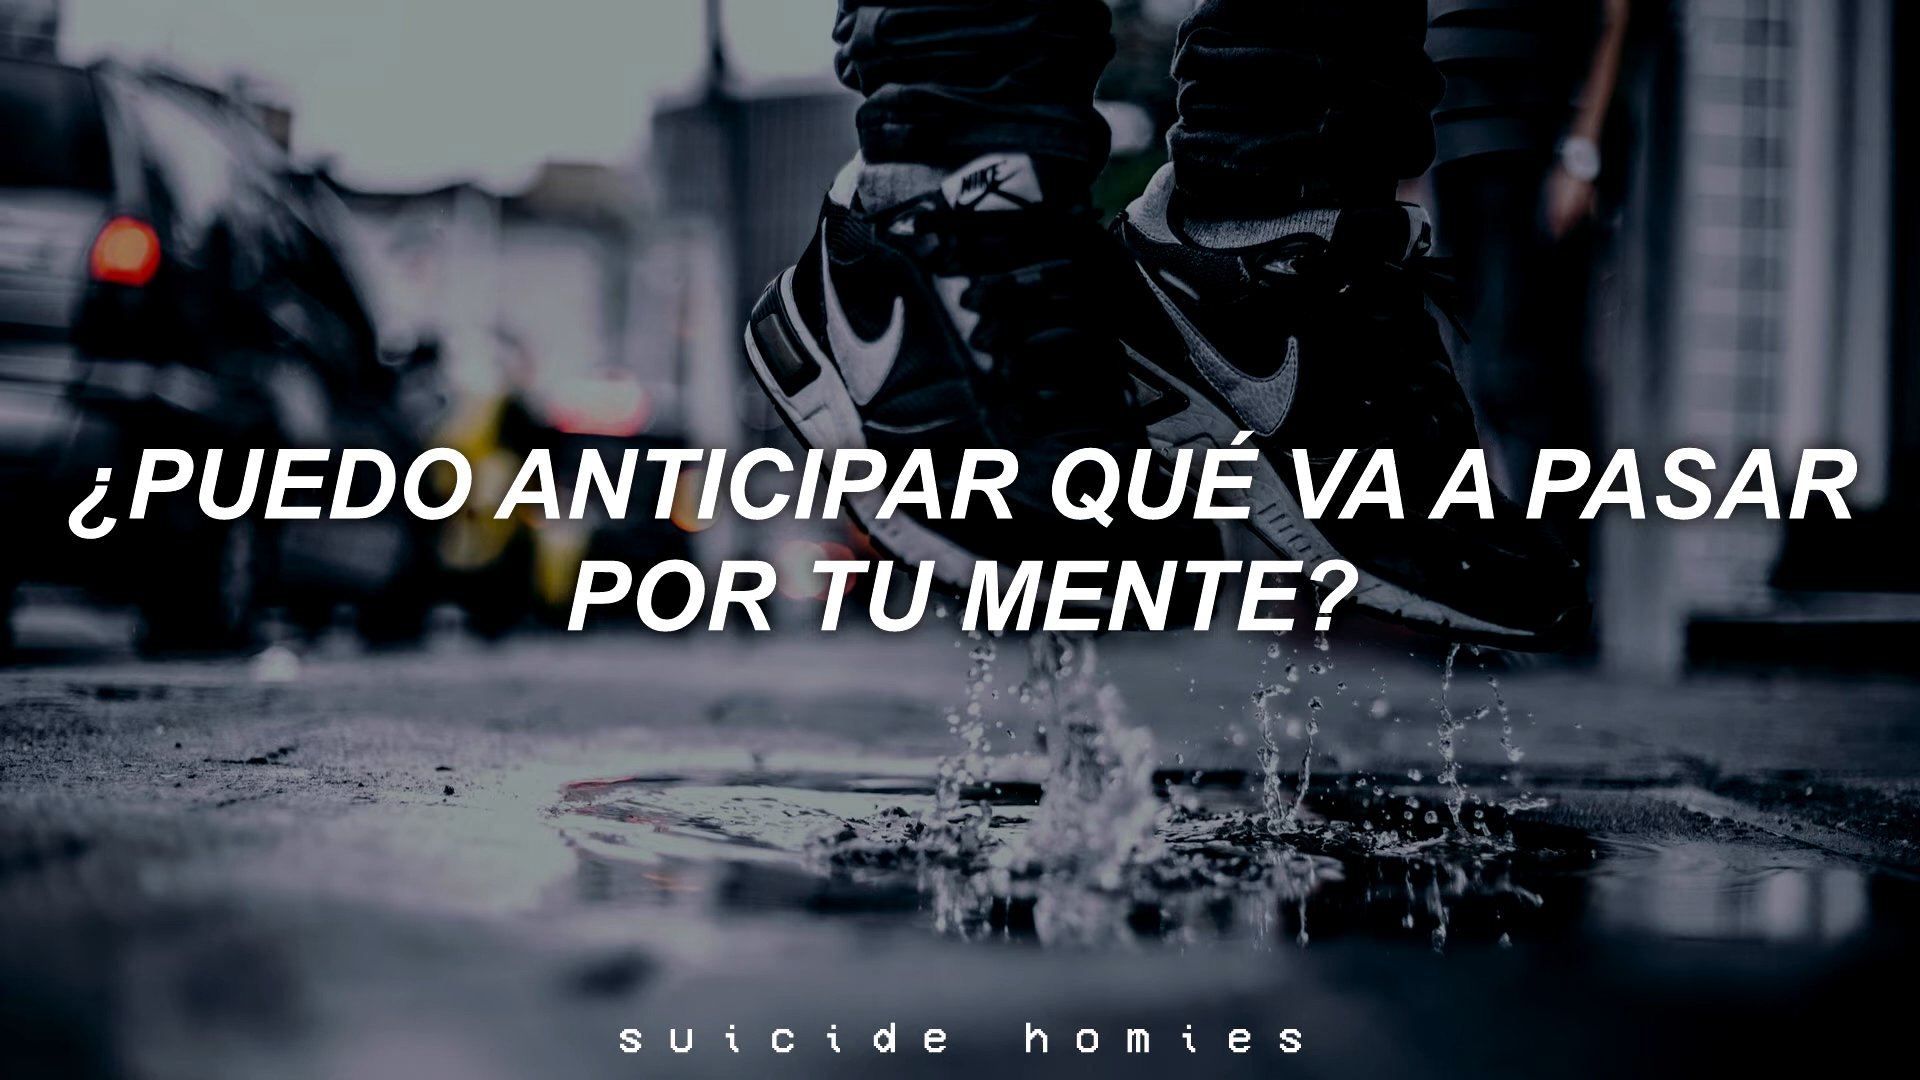 NIKE
¿PUEDO ANTICIPAR QUÉ VA A PASAR
POR TU MENTE?
suicide homies